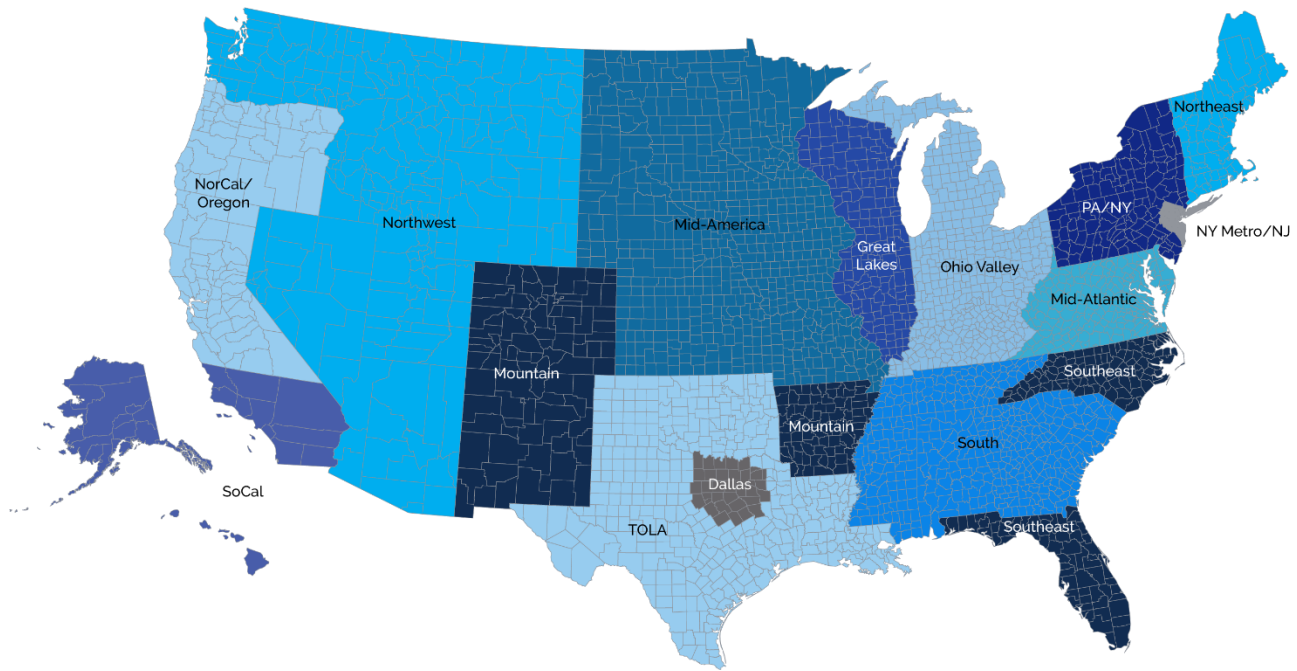 Northeast
NorCal/
Oregon
Northwest
Mid-America
PA/NY
NY Metro/NJ
Great
Lakes
Ohio Valley
Mid-Atlantic
Mountain
Southeast
Mountain
South
Dallas
SoCal
TOLA
Southeast